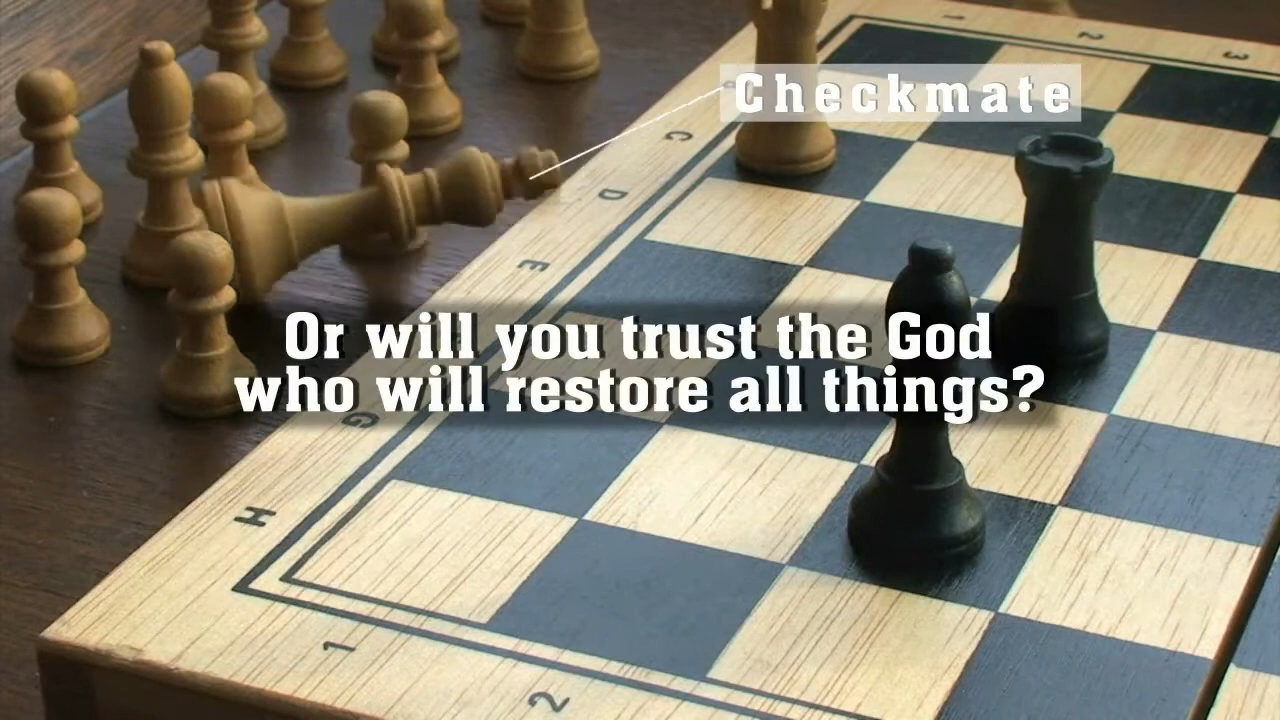 Checkmate
Or will you trust the God
who will restore all things?
1
2
3
C
D
E
G
H
1
2